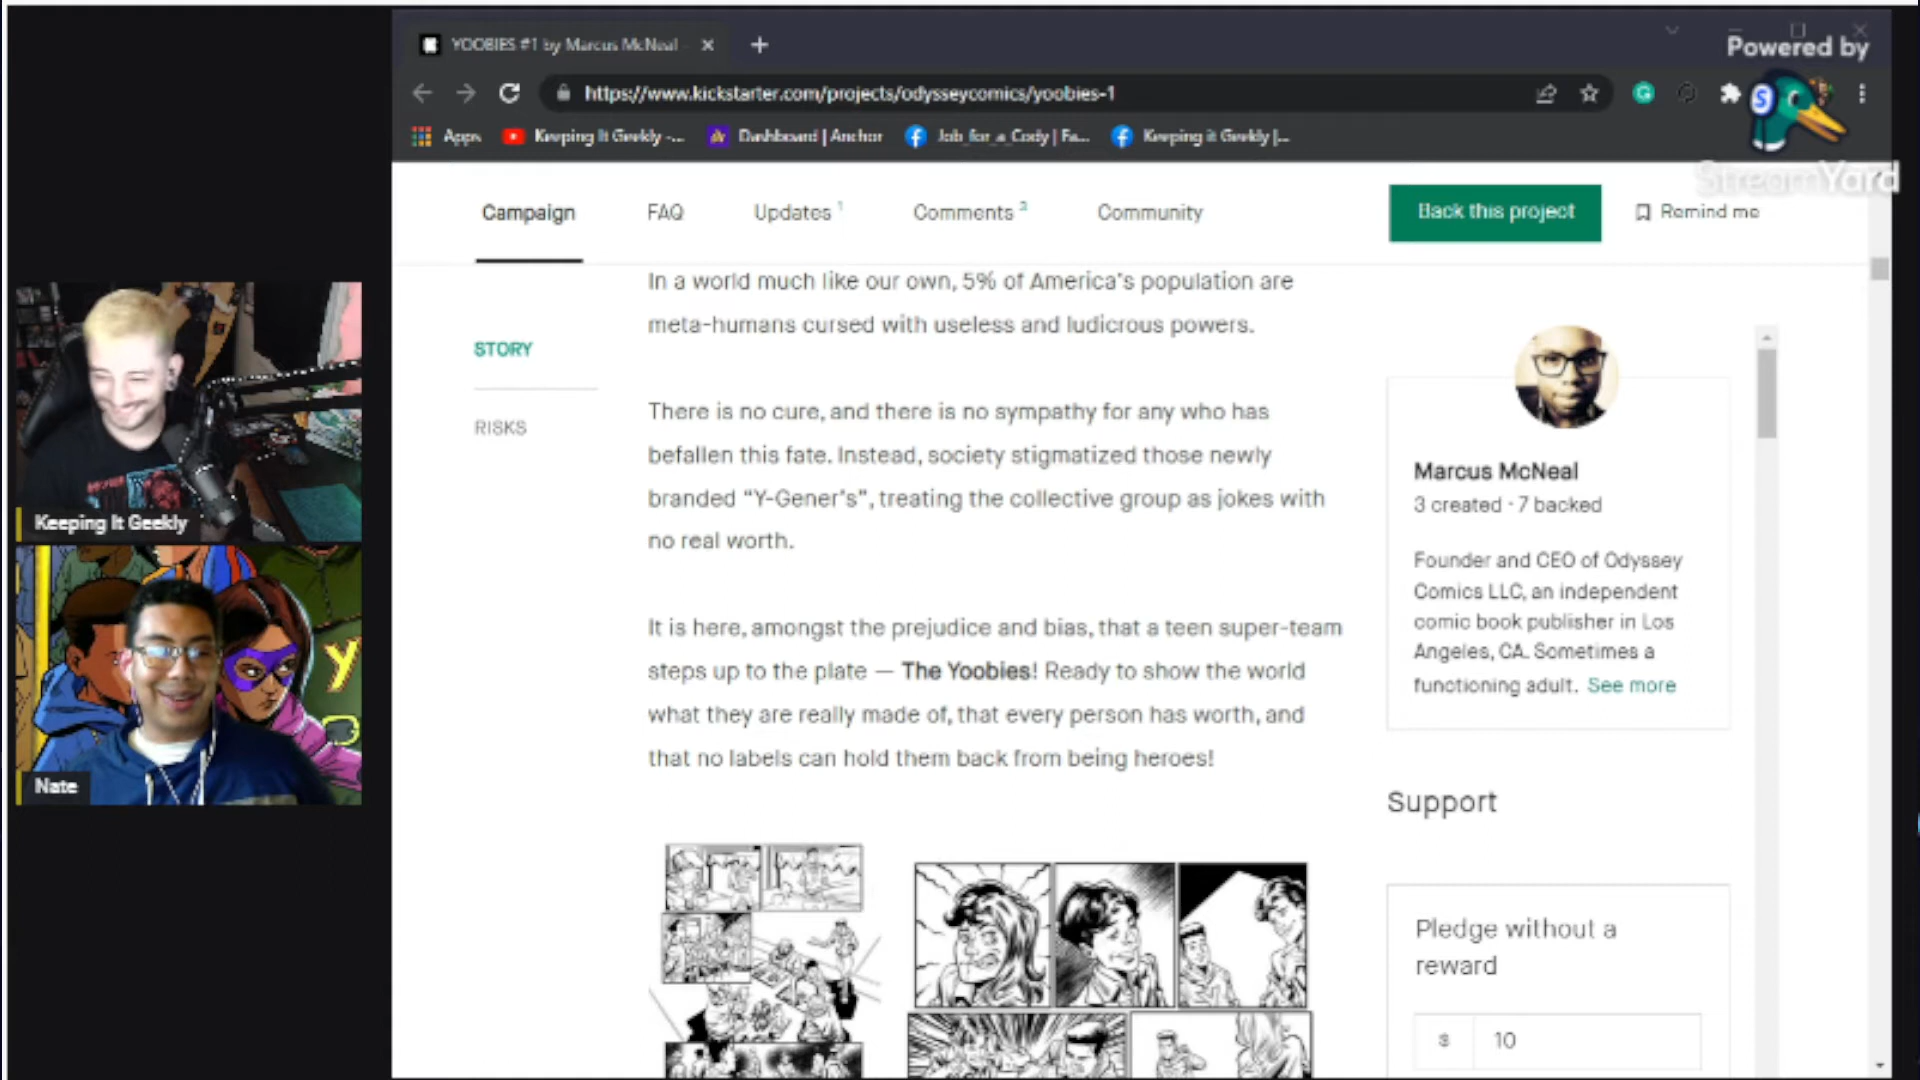 YOOBIES #1 by Marcus McNeal
Powered by
https://www.kickstarter.com/projects/odysseycomics/yoobies-1
Apps
Keeping It Geekly -...
Dashboard | Anchor
Job_for_a_Cody | Fa...
Keeping it Geekly |...
StreamYard
Campaign
FAQ
Updates 1
Comments
Community
Back this project
Remind me
In a world much like our own, 5% of America's population are
meta-humans cursed with useless and ludicrous powers.
STORY
RISKS
There is no cure, and there is no sympathy for any who has
befallen this fate. Instead, society stigmatized those newly
branded “Y-Gener’s”, treating the collective group as jokes with
no real worth.
It is here, amongst the prejudice and bias, that a teen super-team
steps up to the plate — The Yoobies! Ready to show the world
what they are really made of, that every person has worth, and
that no labels can hold them back from being heroes!
Marcus McNeal
3 created · 7 backed
Founder and CEO of Odyssey
Comics LLC, an independent
comic book publisher in Los
Angeles, CA. Sometimes a
functioning adult. See more
Support
Pledge without a
reward
$ 10
Keeping It Geekly
Nate
Y